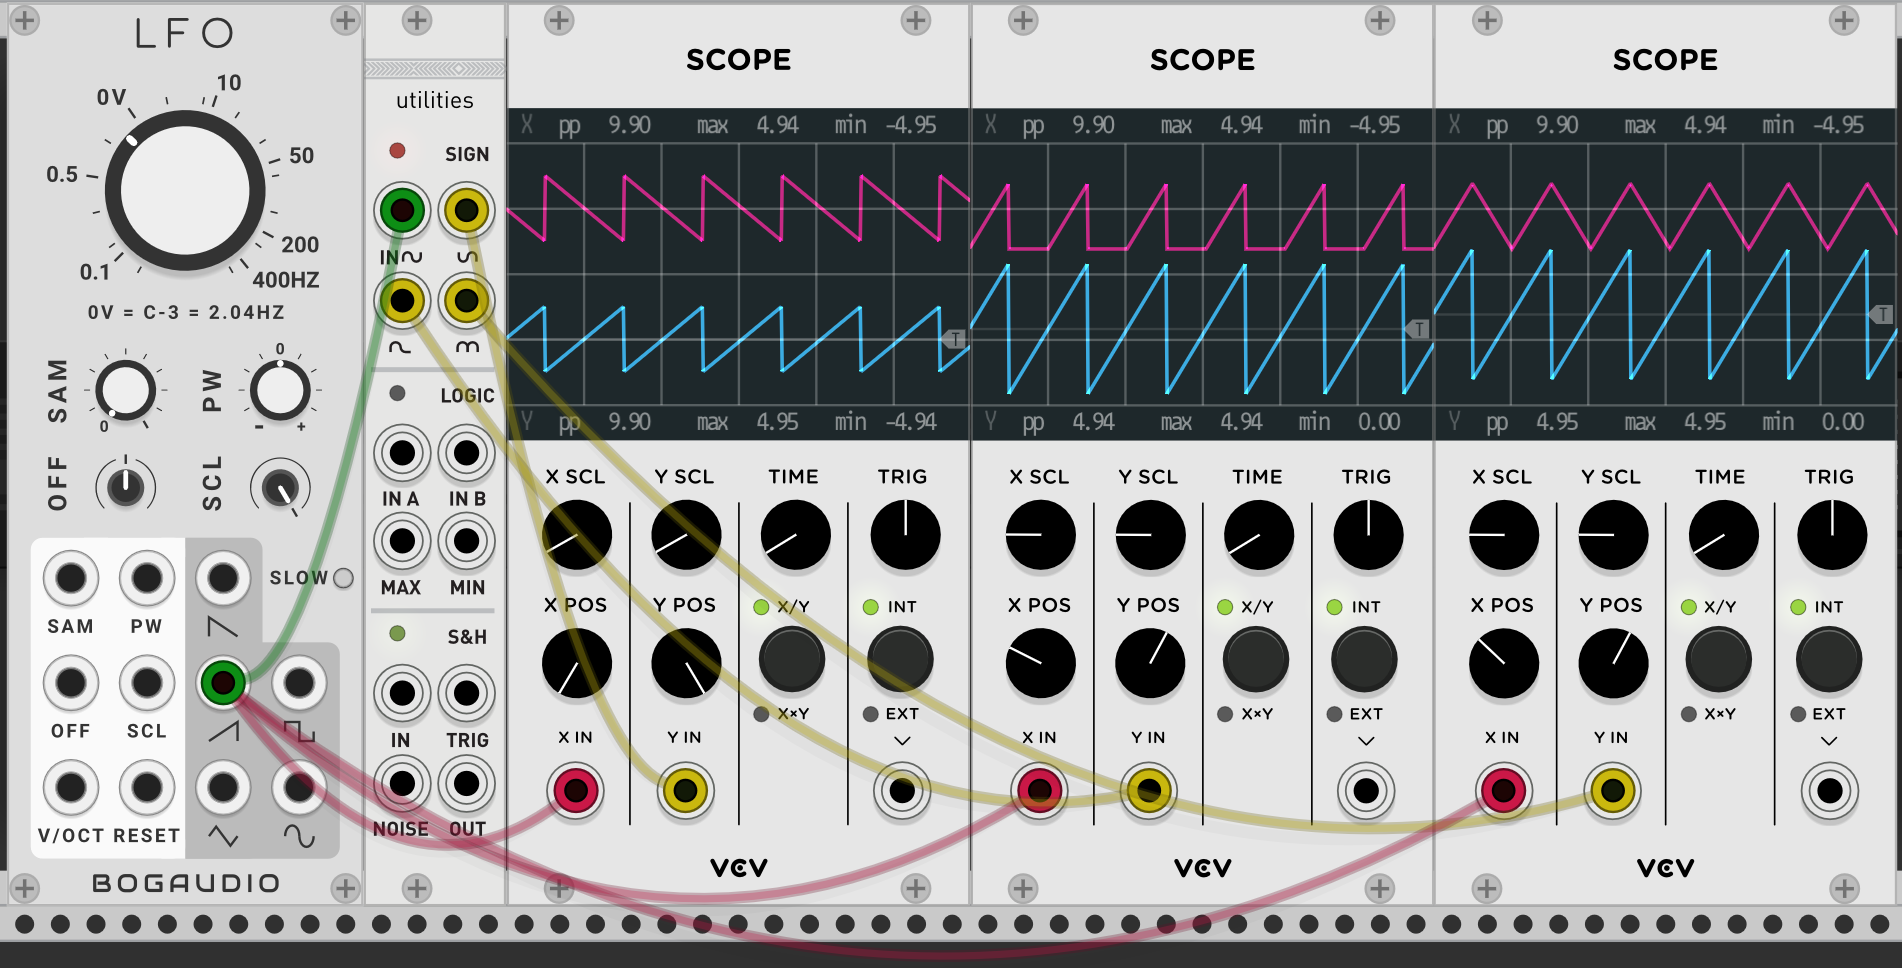 LFO
10
0V
50
0.5
200
0.1
400HZ
0V = C-3 = 2.04HZ
SAM
0
PW
0
- +
OFF
SCL
SLOW
SAM PW
OFF SCL
V/OCT RESET
BOGAUDIO
utilities
SIGN
IN
LOGIC
IN A IN B
MAX MIN
S&H
IN TRIG
NOISE OUT
SCOPE
X pp 9.90 max 4.94 min -4.95
T
Y pp 9.90 max 4.95 min -4.94
X SCL Y SCL TIME TRIG
X POS Y POS X/Y INT
X×Y EXT
X IN Y IN
VCV
SCOPE
X pp 9.90 max 4.94 min -4.95
T
Y pp 4.94 max 4.94 min 0.00
X SCL Y SCL TIME TRIG
X POS Y POS X/Y INT
X×Y EXT
X IN Y IN
VCV
SCOPE
X pp 9.90 max 4.94 min -4.95
T
Y pp 4.95 max 4.95 min 0.00
X SCL Y SCL TIME TRIG
X POS Y POS X/Y INT
X×Y EXT
X IN Y IN
VCV